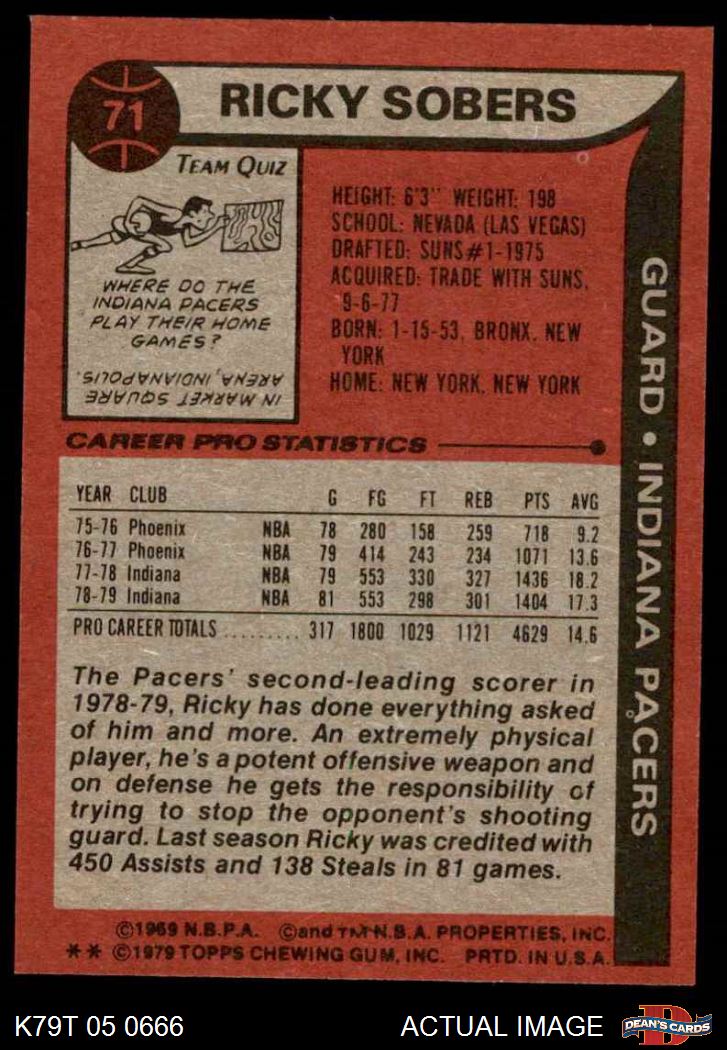 71
RICKY SOBERS
TEAM QUIZ
WHERE DO THE
INDIANA PACERS
PLAY THEIR HOME
GAMES?
IN MARKET SQUARE
ARENA, INDIANAPOLIS.
HEIGHT: 6'3" WEIGHT: 198
SCHOOL: NEVADA (LAS VEGAS)
DRAFTED: SUNS #1-1975
ACQUIRED: TRADE WITH SUNS,
9-6-77
BORN: 1-15-53, BRONX, NEW
YORK
HOME: NEW YORK, NEW YORK
GUARD • INDIANA PACERS
CAREER PRO STATISTICS
YEAR CLUB G FG FT REB PTS AVG
75-76 Phoenix NBA 78 280 158 259 718 9.2
76-77 Phoenix NBA 79 414 243 234 1071 13.6
77-78 Indiana NBA 79 553 330 327 1436 18.2
78-79 Indiana NBA 81 553 298 301 1404 17.3
PRO CAREER TOTALS ......... 317 1800 1029 1121 4629 14.6
The Pacers' second-leading scorer in
1978-79, Ricky has done everything asked
of him and more. An extremely physical
player, he's a potent offensive weapon and
on defense he gets the responsibility of
trying to stop the opponent's shooting
guard. Last season Ricky was credited with
450 Assists and 138 Steals in 81 games.
©1969 N.B.P.A. ©and TM N.B.A. PROPERTIES, INC.
** ©1979 TOPPS CHEWING GUM, INC. PRTD. IN U.S.A.
K79T 05 0666
ACTUAL IMAGE
D
DEAN'S CARDS